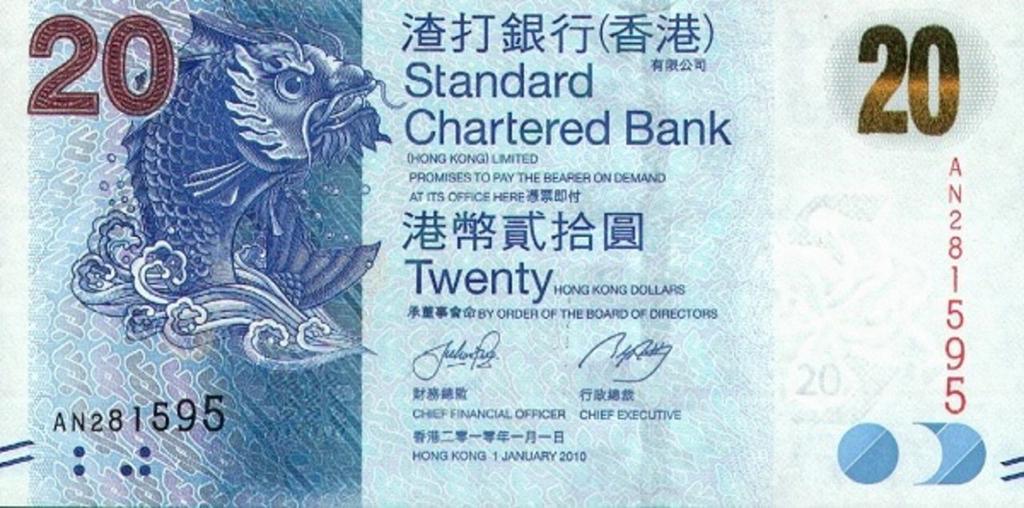 20
渣打銀行(香港)
有限公司
20
Standard
Chartered Bank
(HONG KONG) LIMITED
PROMISES TO PAY THE BEARER ON DEMAND
AT ITS OFFICE HERE 憑票即付
港幣貳拾圓
Twenty HONG KONG DOLLARS
承董事會命 BY ORDER OF THE BOARD OF DIRECTORS
財務總監 行政總裁
CHIEF FINANCIAL OFFICER CHIEF EXECUTIVE
香港二零一零年一月一日
HONG KONG 1 JANUARY 2010
AN281595
AN281595
20